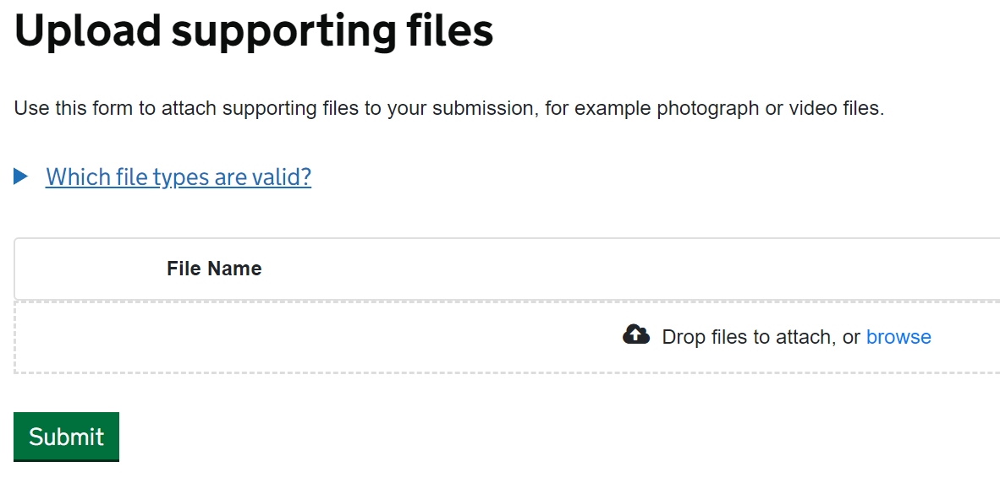 Upload supporting files
Use this form to attach supporting files to your submission, for example photograph or video files.
Which file types are valid?
File Name
Drop files to attach, or browse
Submit